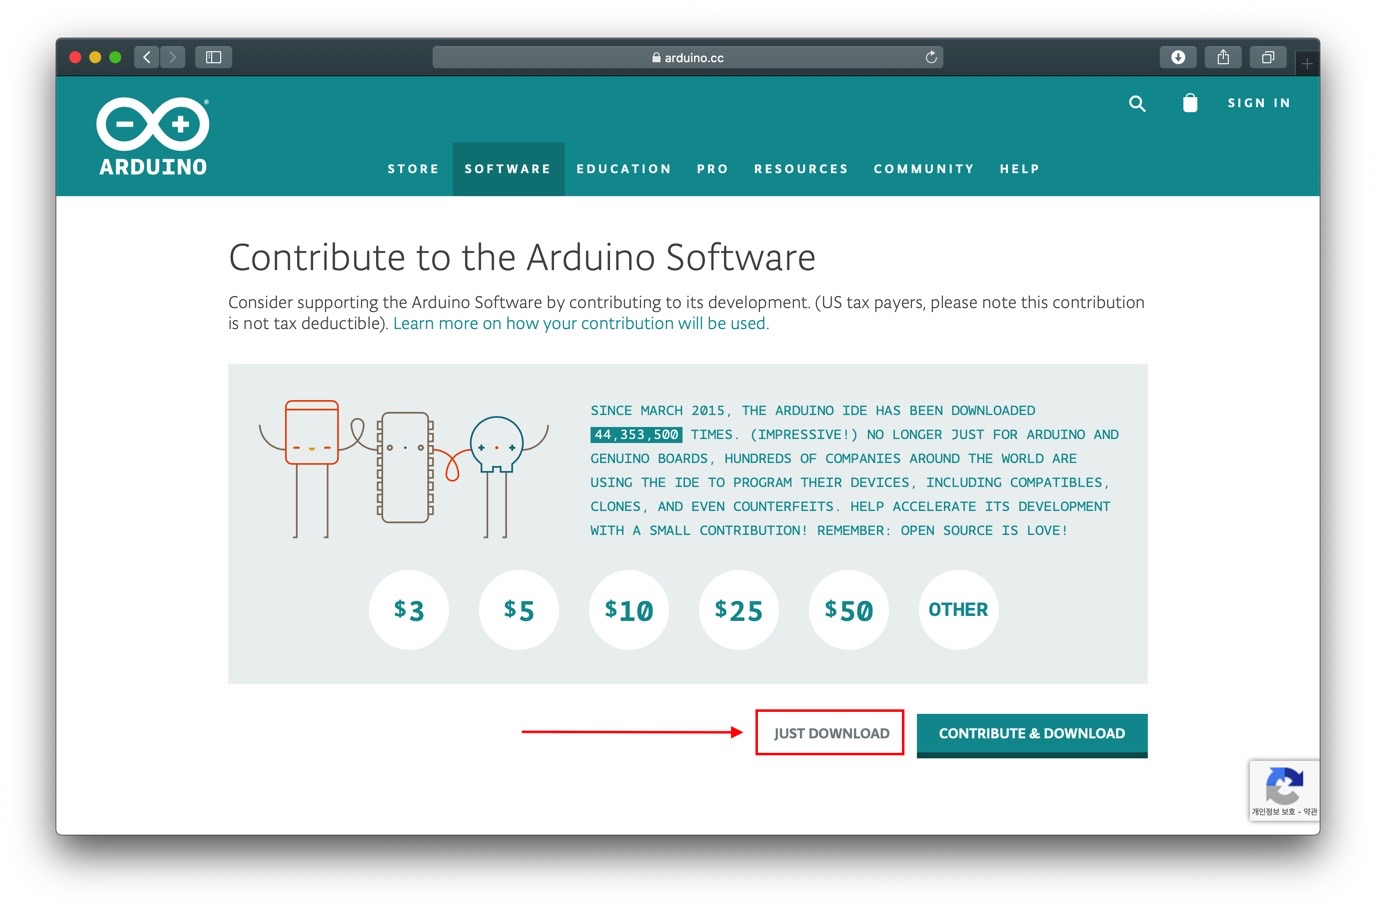 arduino.cc
SIGN IN
ARDUINO
STORE SOFTWARE EDUCATION PRO RESOURCES COMMUNITY HELP
Contribute to the Arduino Software
Consider supporting the Arduino Software by contributing to its development. (US tax payers, please note this contribution
is not tax deductible). Learn more on how your contribution will be used.
SINCE MARCH 2015, THE ARDUINO IDE HAS BEEN DOWNLOADED
44,353,500 TIMES. (IMPRESSIVE!) NO LONGER JUST FOR ARDUINO AND
GENUINO BOARDS, HUNDREDS OF COMPANIES AROUND THE WORLD ARE
USING THE IDE TO PROGRAM THEIR DEVICES, INCLUDING COMPATIBLES,
CLONES, AND EVEN COUNTERFEITS. HELP ACCELERATE ITS DEVELOPMENT
WITH A SMALL CONTRIBUTION! REMEMBER: OPEN SOURCE IS LOVE!
$3 $5 $10 $25 $50 OTHER
JUST DOWNLOAD CONTRIBUTE & DOWNLOAD
개인정보 보호 - 약관